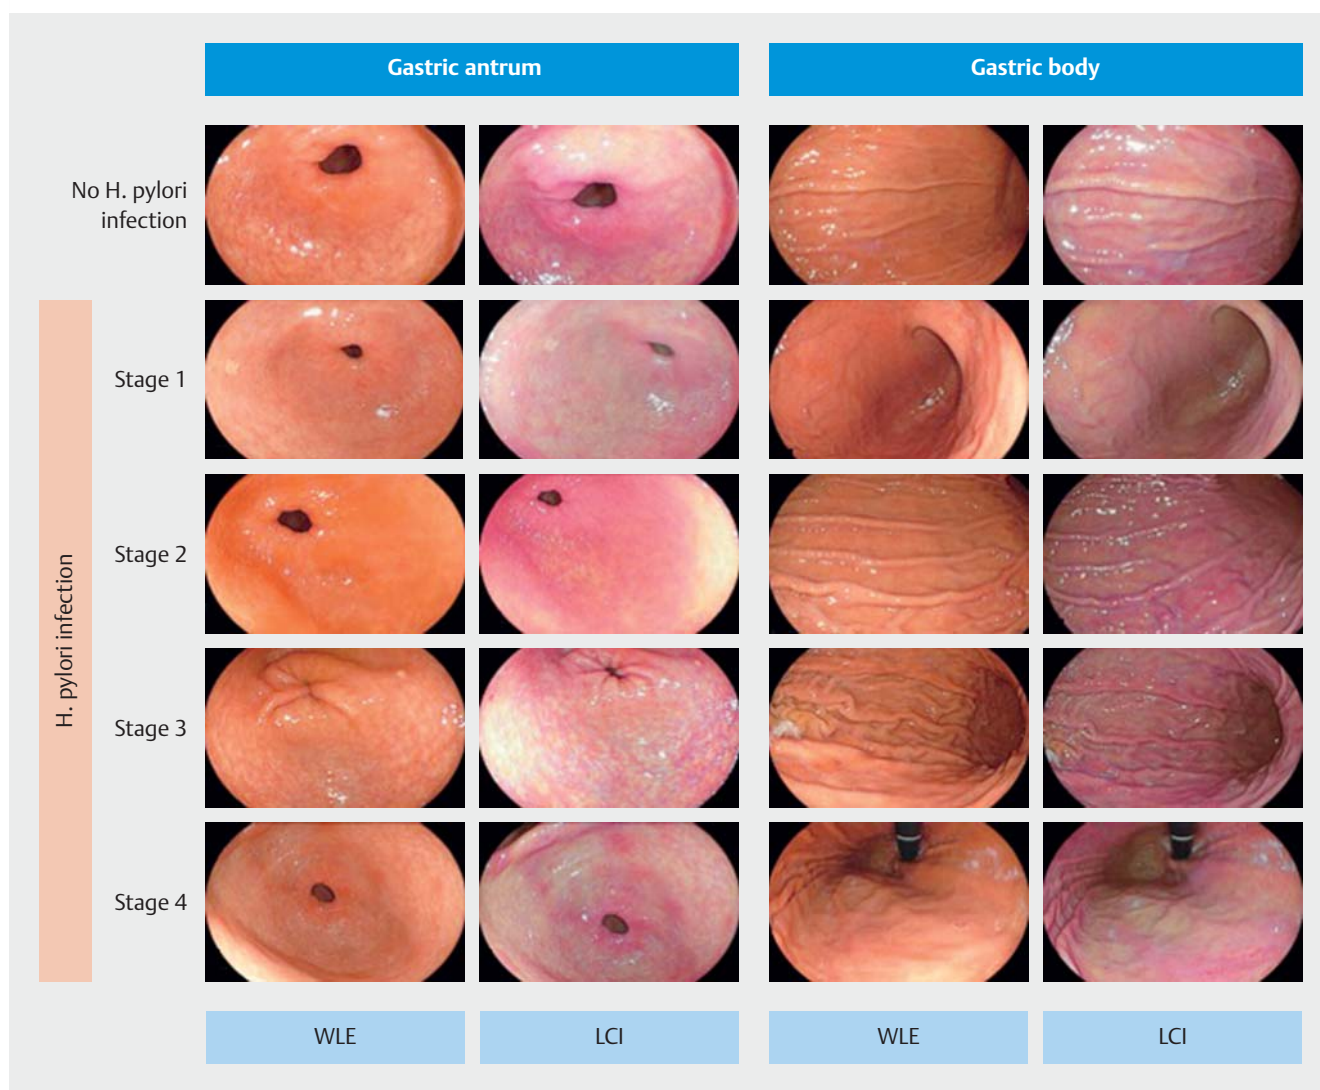 Gastric antrum
Gastric body
No H. pylori
infection
H. pylori infection
Stage 1
Stage 2
Stage 3
Stage 4
WLE
LCI
WLE
LCI